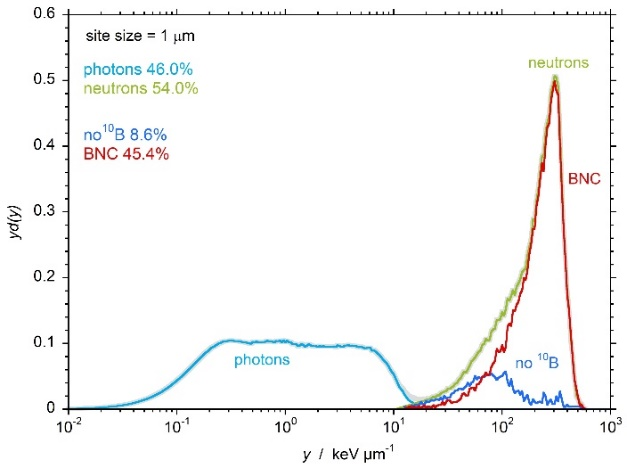 0.6
site size = 1 μm
neutrons
photons 46.0%
neutrons 54.0%
0.5
no¹⁰B 8.6%
BNC 45.4%
0.4
BNC
0.3
yd(y)
0.2
0.1
photons
no ¹⁰B
0
10⁻² 10⁻¹ 10⁰ 10¹ 10² 10³
y / keV μm⁻¹